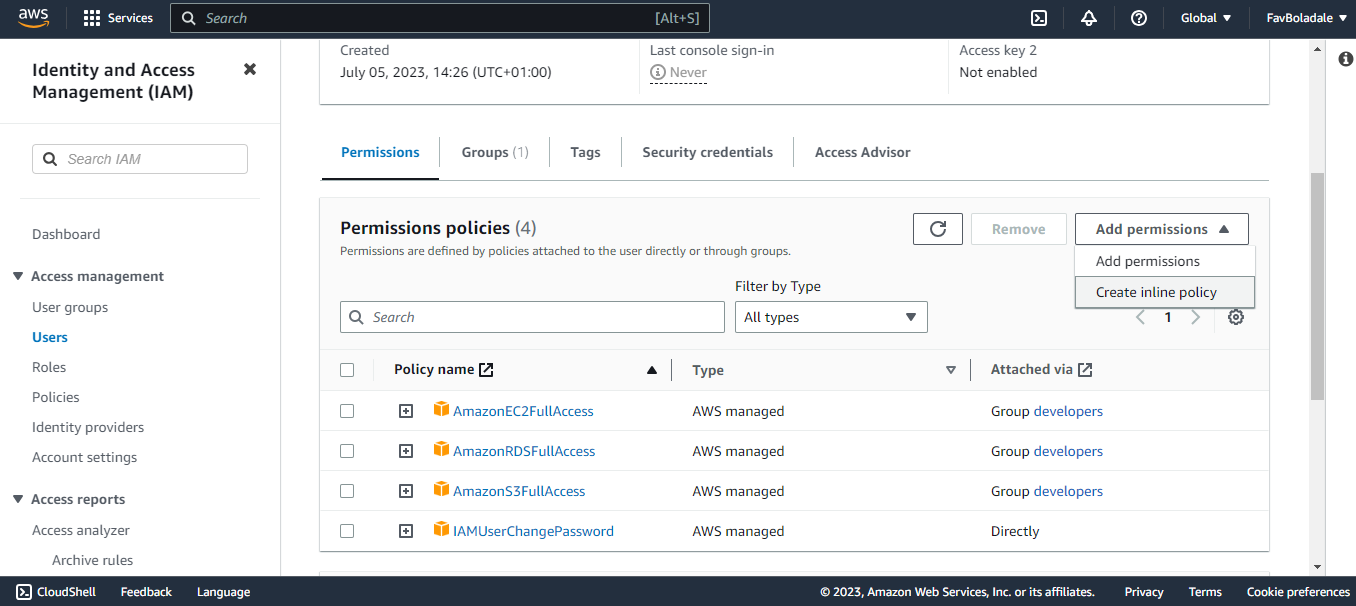 aws
Services
Search
[Alt+S]
Global
FavBoladale
Identity and Access
Management (IAM)
Search IAM
Dashboard
Access management
User groups
Users
Roles
Policies
Identity providers
Account settings
Access reports
Access analyzer
Archive rules
Created
July 05, 2023, 14:26 (UTC+01:00)
Last console sign-in
Never
Access key 2
Not enabled
Permissions
Groups (1)
Tags
Security credentials
Access Advisor
Permissions policies (4)
Permissions are defined by policies attached to the user directly or through groups.
Remove
Add permissions
Add permissions
Create inline policy
Filter by Type
Search
All types
1
Policy name
Type
Attached via
AmazonEC2FullAccess
AWS managed
Group developers
AmazonRDSFullAccess
AWS managed
Group developers
AmazonS3FullAccess
AWS managed
Group developers
IAMUserChangePassword
AWS managed
Directly
CloudShell
Feedback
Language
© 2023, Amazon Web Services, Inc. or its affiliates.
Privacy
Terms
Cookie preferences